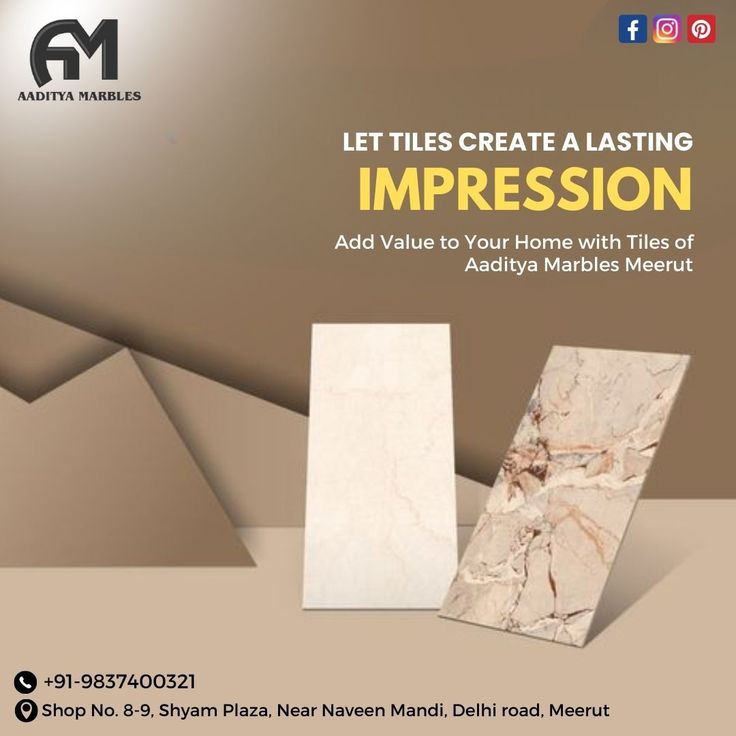 AM
AADITYA MARBLES
LET TILES CREATE A LASTING
IMPRESSION
Add Value to Your Home with Tiles of
Aaditya Marbles Meerut
+91-9837400321
Shop No. 8-9, Shyam Plaza, Near Naveen Mandi, Delhi road, Meerut